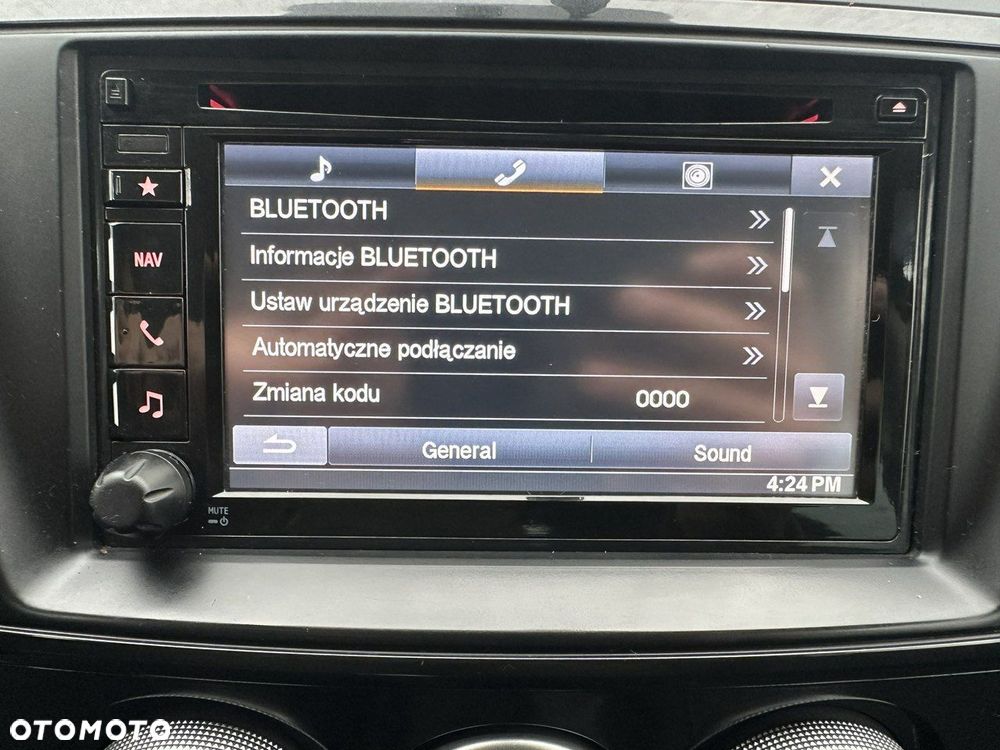 BLUETOOTH
Informacje BLUETOOTH
Ustaw urządzenie BLUETOOTH
Automatyczne podłączanie
Zmiana kodu 0000
General Sound
4:24 PM
NAV
MUTE
OTOMOTO